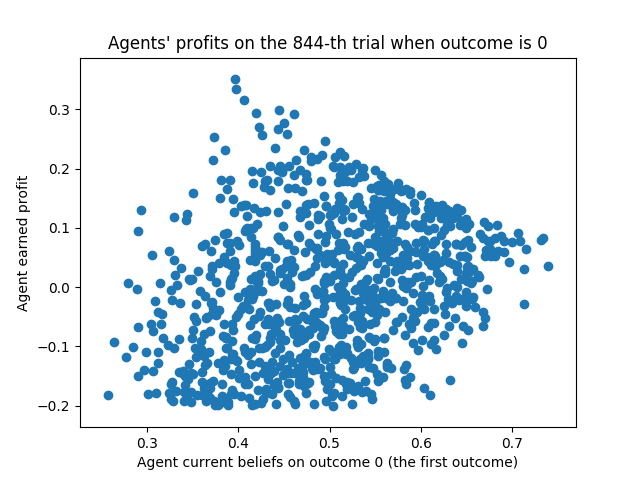 Agents' profits on the 844-th trial when outcome is 0
0.3
0.2
0.1
0.0
−0.1
−0.2
Agent earned profit
0.3 0.4 0.5 0.6 0.7
Agent current beliefs on outcome 0 (the first outcome)